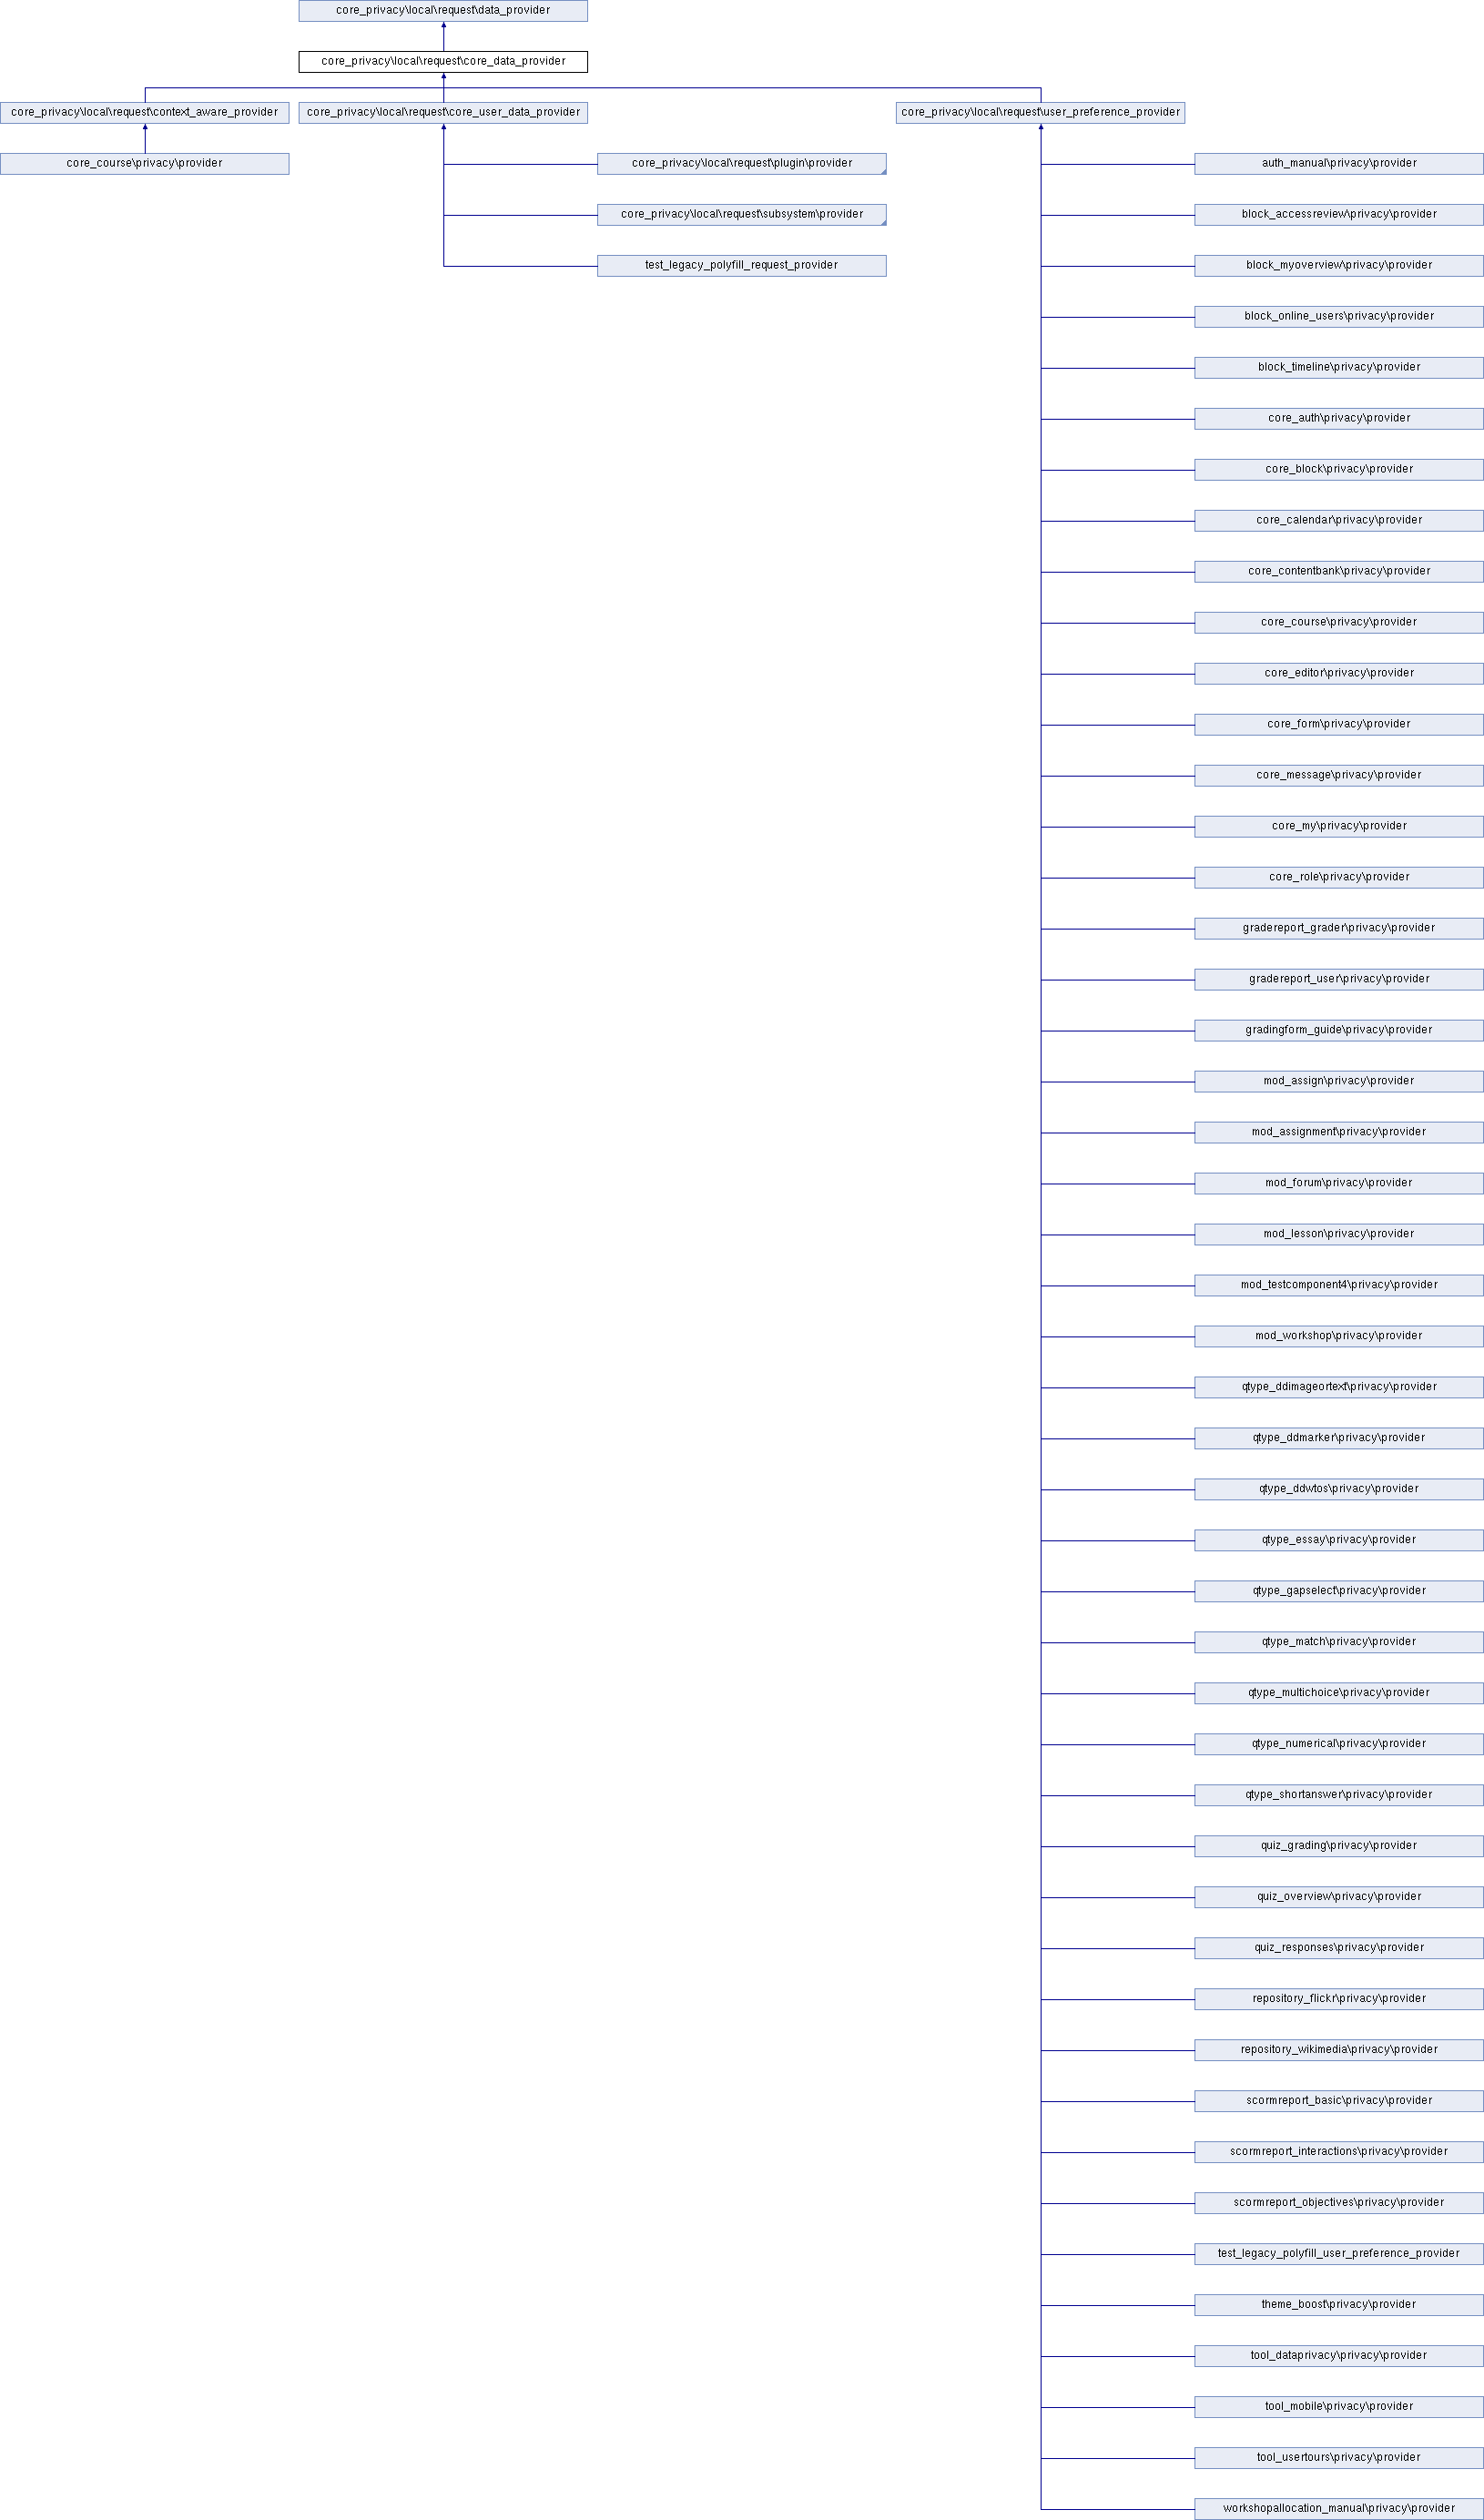 core_privacy\local\request\data_provider
core_privacy\local\request\core_data_provider
core_privacy\local\request\context_aware_provider
core_privacy\local\request\core_user_data_provider
core_privacy\local\request\user_preference_provider
core_course\privacy\provider
core_privacy\local\request\plugin\provider
auth_manual\privacy\provider
core_privacy\local\request\subsystem\provider
block_accessreview\privacy\provider
test_legacy_polyfill_request_provider
block_myoverview\privacy\provider
block_online_users\privacy\provider
block_timeline\privacy\provider
core_auth\privacy\provider
core_block\privacy\provider
core_calendar\privacy\provider
core_contentbank\privacy\provider
core_course\privacy\provider
core_editor\privacy\provider
core_form\privacy\provider
core_message\privacy\provider
core_my\privacy\provider
core_role\privacy\provider
gradereport_grader\privacy\provider
gradereport_user\privacy\provider
gradingform_guide\privacy\provider
mod_assign\privacy\provider
mod_assignment\privacy\provider
mod_forum\privacy\provider
mod_lesson\privacy\provider
mod_testcomponent4\privacy\provider
mod_workshop\privacy\provider
qtype_ddimageortext\privacy\provider
qtype_ddmarker\privacy\provider
qtype_ddwtos\privacy\provider
qtype_essay\privacy\provider
qtype_gapselect\privacy\provider
qtype_match\privacy\provider
qtype_multichoice\privacy\provider
qtype_numerical\privacy\provider
qtype_shortanswer\privacy\provider
quiz_grading\privacy\provider
quiz_overview\privacy\provider
quiz_responses\privacy\provider
repository_flickr\privacy\provider
repository_wikimedia\privacy\provider
scormreport_basic\privacy\provider
scormreport_interactions\privacy\provider
scormreport_objectives\privacy\provider
test_legacy_polyfill_user_preference_provider
theme_boost\privacy\provider
tool_dataprivacy\privacy\provider
tool_mobile\privacy\provider
tool_usertours\privacy\provider
workshopallocation_manual\privacy\provider